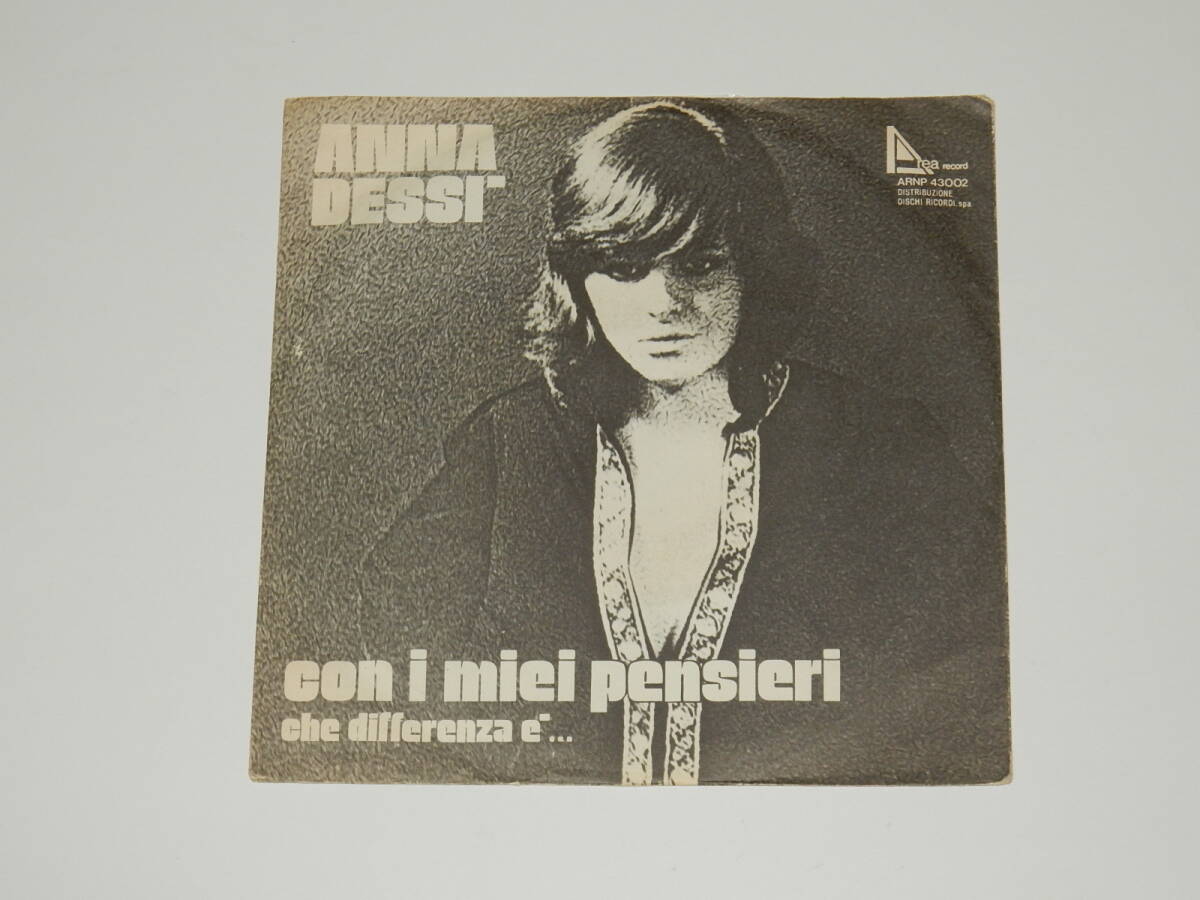 ANNA
DESSI'
Area record
ARNP 43002
DISTRIBUZIONE
DISCHI RICORDI.spa
con i miei pensieri
che differenza e'...